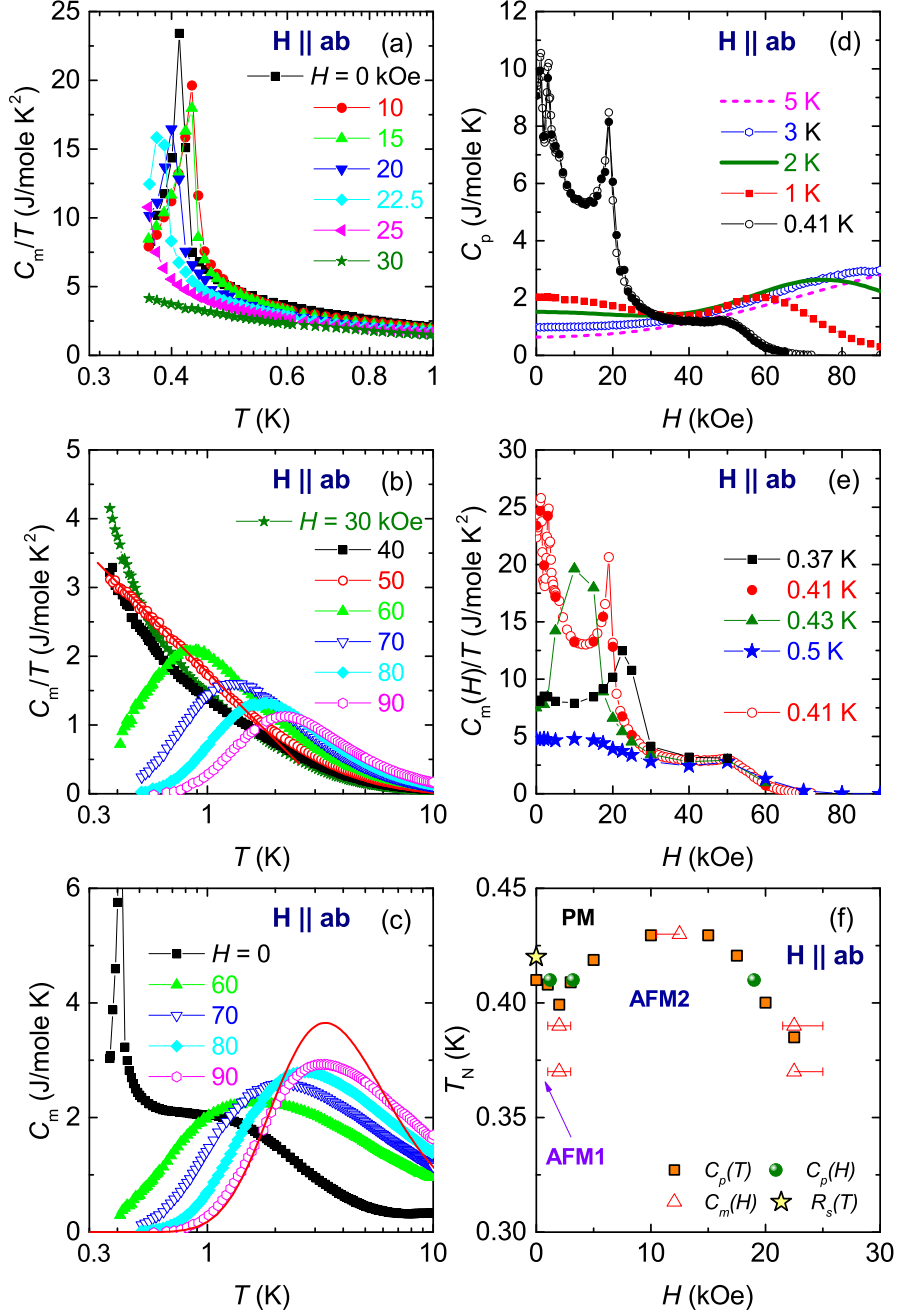 H || ab (a)
H = 0 kOe
10
15
20
22.5
25
30
C_m/T (J/mole K²)
25
20
15
10
5
0
0.3 0.4 0.6 0.8 1
T (K)
H || ab (d)
5 K
3 K
2 K
1 K
0.41 K
C_p (J/mole K)
12
10
8
6
4
2
0
0 20 40 60 80
H (kOe)
H || ab (b)
H = 30 kOe
40
50
60
70
80
90
C_m/T (J/mole K²)
5
4
3
2
1
0
0.3 1 10
T (K)
H || ab (e)
0.37 K
0.41 K
0.43 K
0.5 K
0.41 K
C_m(H)/T (J/mole K²)
30
25
20
15
10
5
0
0 20 40 60 80
H (kOe)
H || ab (c)
H = 0
60
70
80
90
C_m (J/mole K)
6
4
2
0
0.3 1 10
T (K)
PM (f)
H || ab
AFM2
AFM1
C_p(T) C_p(H)
C_m(H) R_s(T)
T_N (K)
0.45
0.40
0.35
0.30
0 10 20 30
H (kOe)